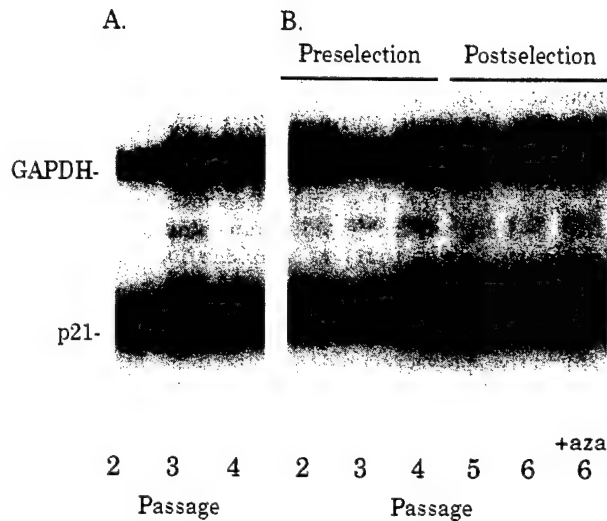 A. B.
Preselection Postselection
GAPDH-
p21-
+aza
2 3 4 2 3 4 5 6 6
Passage Passage